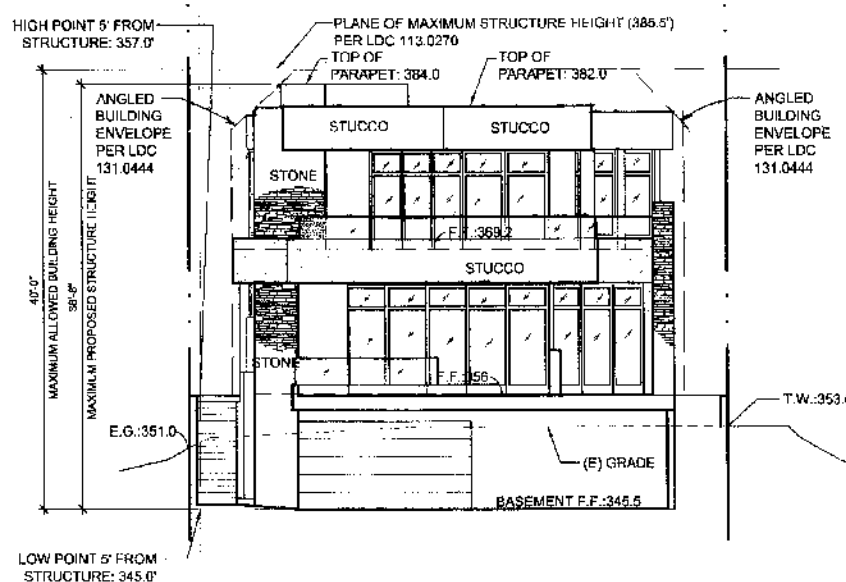 HIGH POINT 5' FROM
STRUCTURE: 357.0'
PLANE OF MAXIMUM STRUCTURE HEIGHT (385.5')
PER LDC 113.0270
TOP OF
PARAPET: 384.0
TOP OF
PARAPET: 382.0
ANGLED
BUILDING
ENVELOPE
PER LDC
131.0444
ANGLED
BUILDING
ENVELOPE
PER LDC
131.0444
STUCCO
STUCCO
STONE
F.F.:369.2
STUCCO
40'-0"
MAXIMUM ALLOWED BUILDING HEIGHT
MAXIMUM PROPOSED STRUCTURE HEIGHT
STONE
F.F.:356
T.W.:353.
E.G.:351.0
(E) GRADE
BASEMENT F.F.:345.5
LOW POINT 5' FROM
STRUCTURE: 345.0'